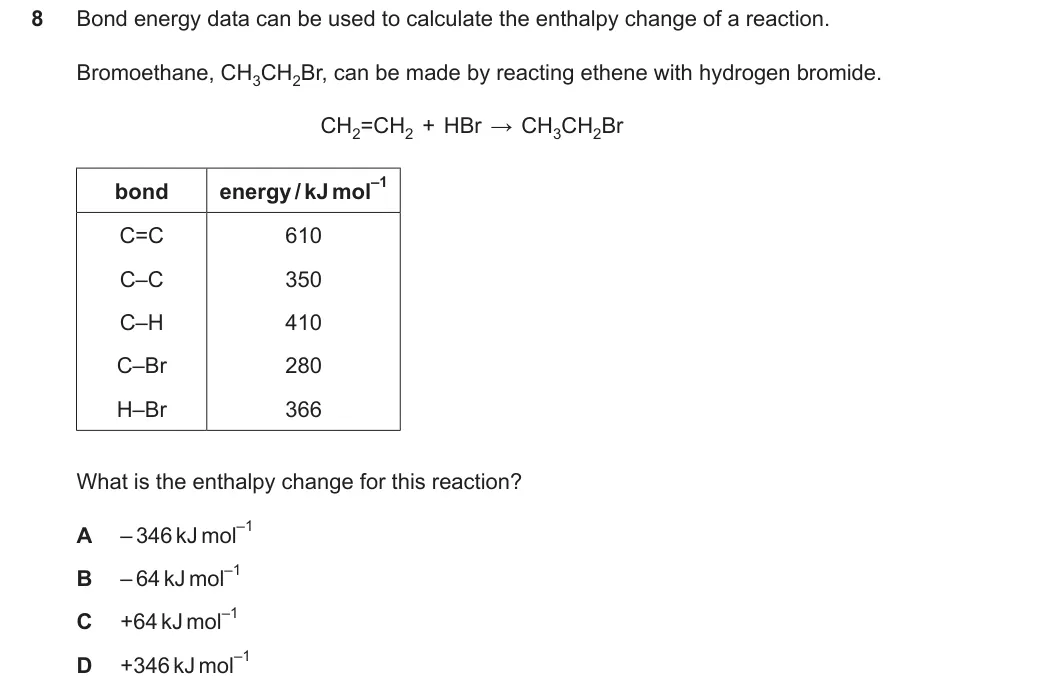 8 Bond energy data can be used to calculate the enthalpy change of a reaction.
Bromoethane, CH₃CH₂Br, can be made by reacting ethene with hydrogen bromide.
CH₂=CH₂ + HBr → CH₃CH₂Br
bond energy / kJ mol⁻¹
C=C 610
C–C 350
C–H 410
C–Br 280
H–Br 366
What is the enthalpy change for this reaction?
A –346 kJ mol⁻¹
B –64 kJ mol⁻¹
C +64 kJ mol⁻¹
D +346 kJ mol⁻¹